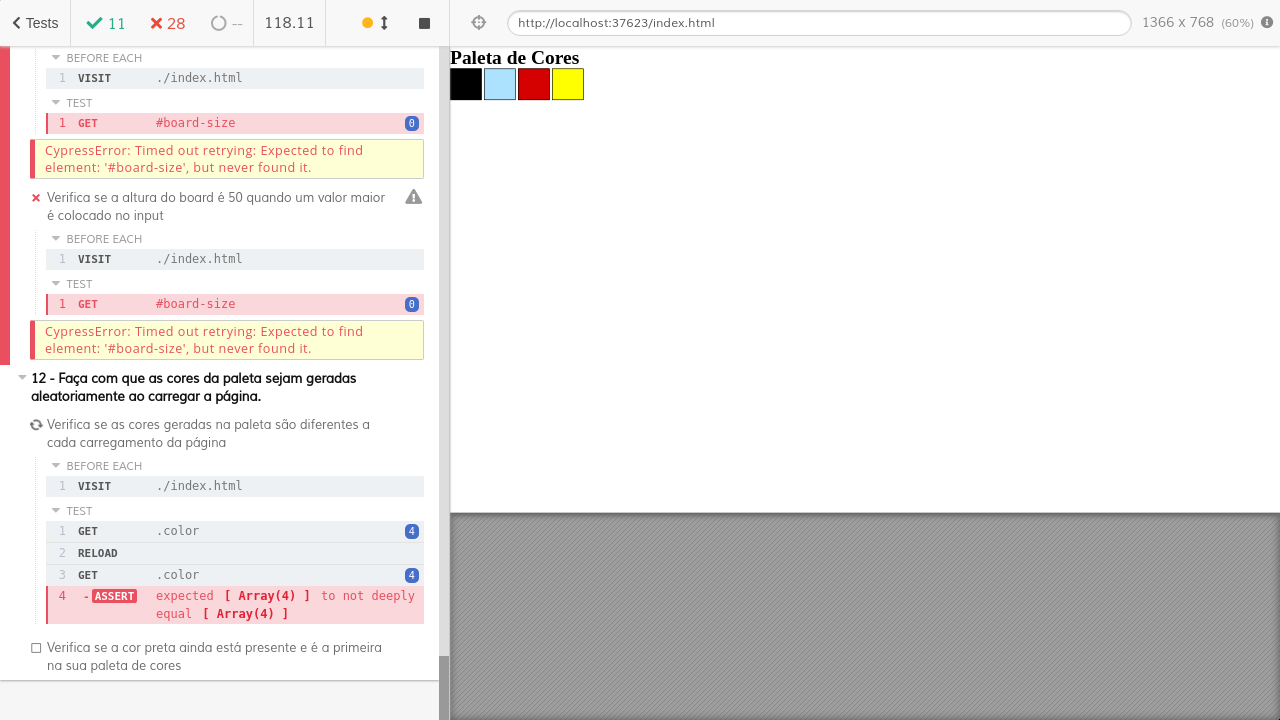 Tests
11
28
--
118.11
http://localhost:37623/index.html
1366 x 768 (60%)
BEFORE EACH
1 VISIT ./index.html
TEST
1 GET #board-size 0
CypressError: Timed out retrying: Expected to find
element: '#board-size', but never found it.
Verifica se a altura do board é 50 quando um valor maior
é colocado no input
BEFORE EACH
1 VISIT ./index.html
TEST
1 GET #board-size 0
CypressError: Timed out retrying: Expected to find
element: '#board-size', but never found it.
12 - Faça com que as cores da paleta sejam geradas
aleatoriamente ao carregar a página.
Verifica se as cores geradas na paleta são diferentes a
cada carregamento da página
BEFORE EACH
1 VISIT ./index.html
TEST
1 GET .color 4
2 RELOAD
3 GET .color 4
4 - ASSERT expected [ Array(4) ] to not deeply
equal [ Array(4) ]
Verifica se a cor preta ainda está presente e é a primeira
na sua paleta de cores
Paleta de Cores